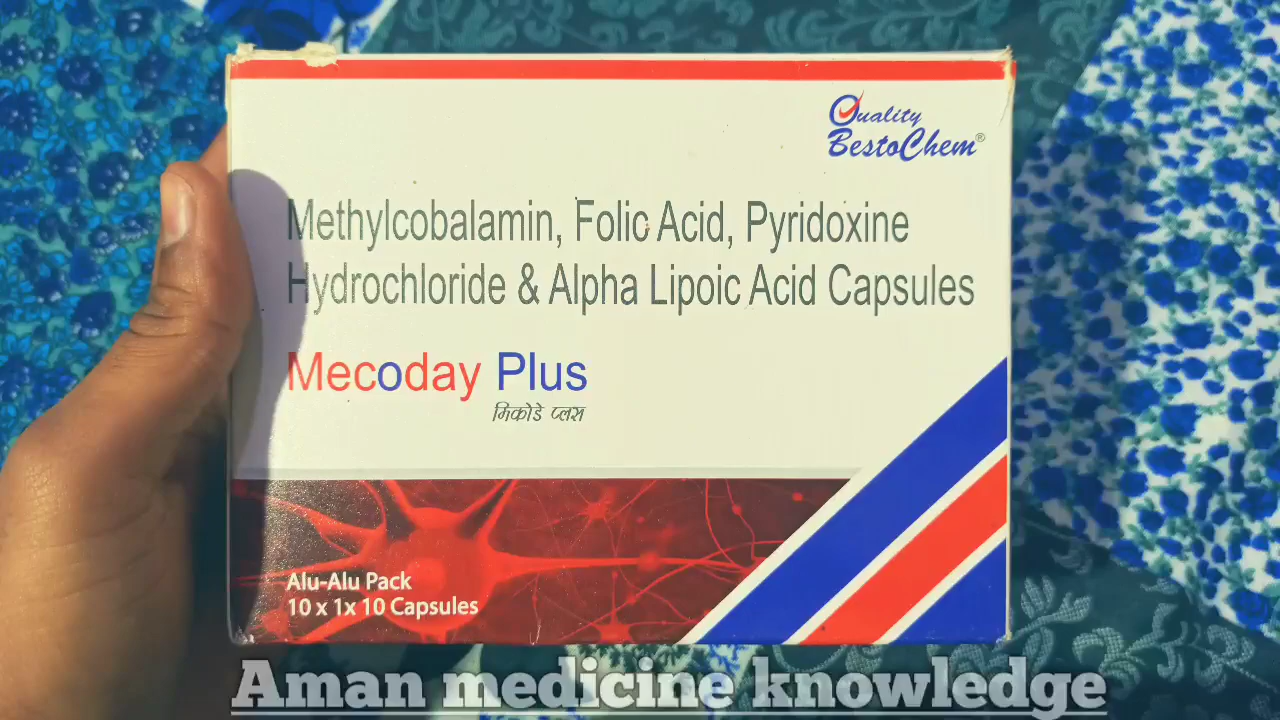 Quality
BestoChem®
Methylcobalamin, Folic Acid, Pyridoxine
Hydrochloride & Alpha Lipoic Acid Capsules
Mecoday Plus
मिकोडे प्लस
Alu-Alu Pack
10 x 1x 10 Capsules
Aman medicine knowledge